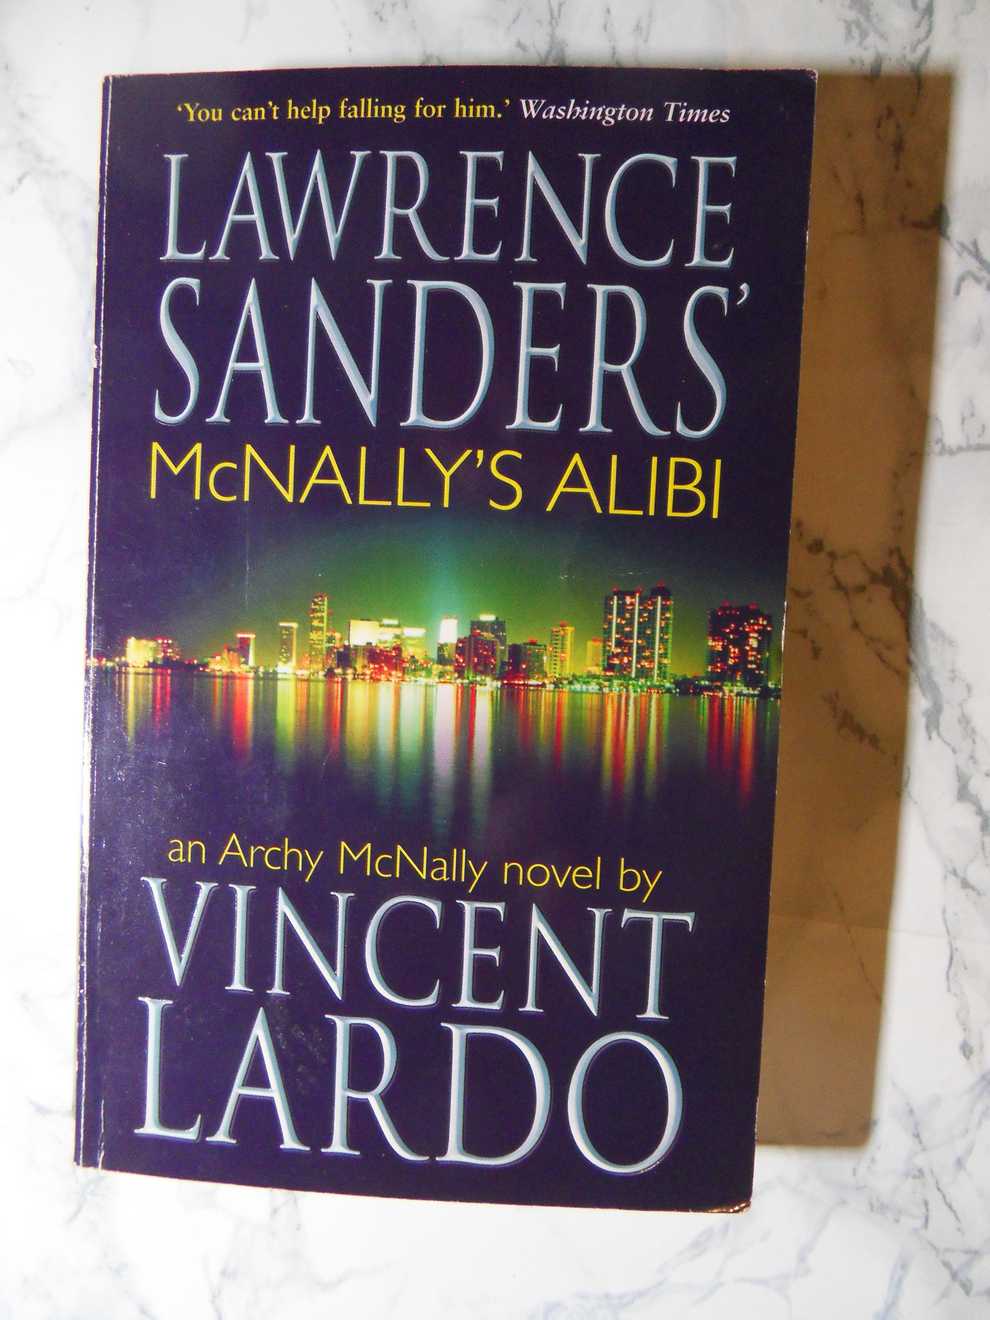 ‘You can’t help falling for him.’ Washington Times
LAWRENCE
SANDERS’
McNALLY’S ALIBI
an Archy McNally novel by
VINCENT
LARDO